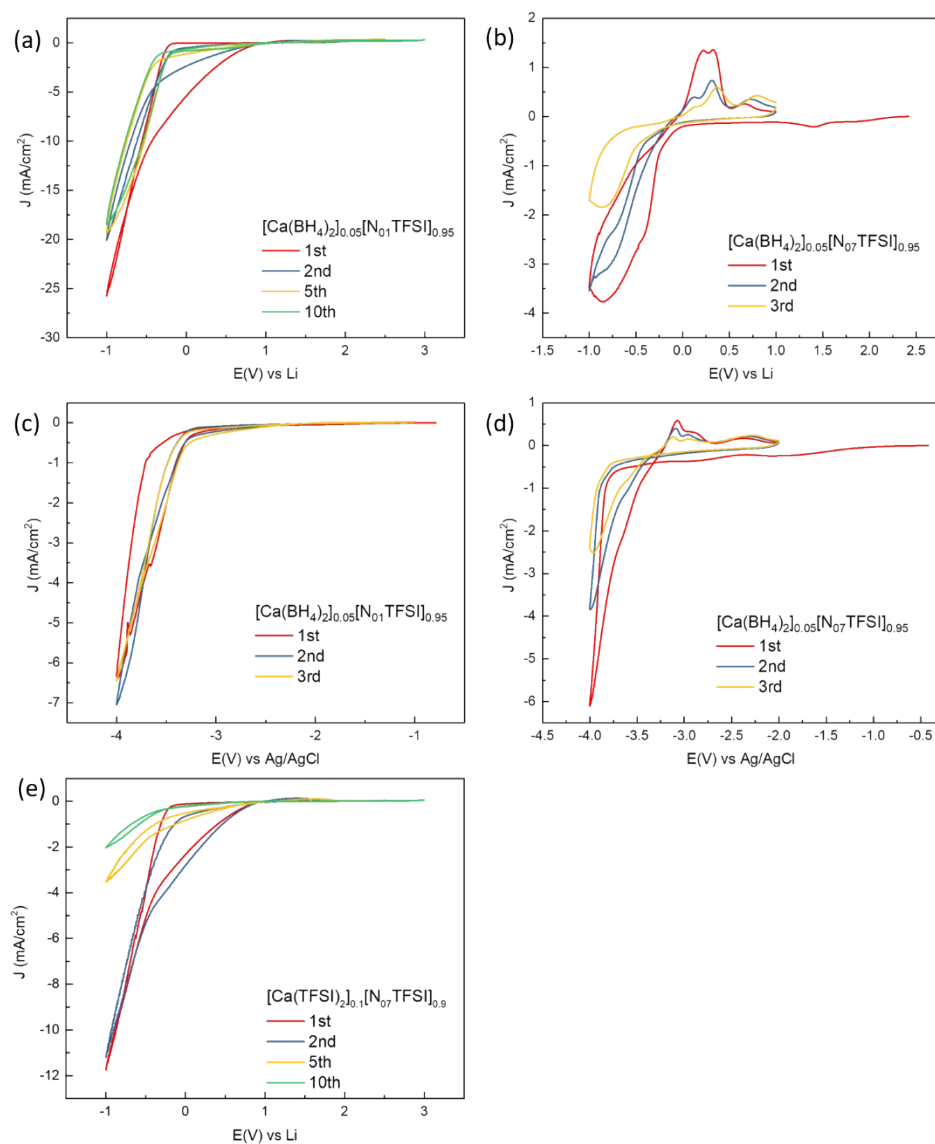 (a)
0
-5
-10
-15
-20
-25
-30
J (mA/cm²)
[Ca(BH₄)₂]₀.₀₅[N₀₁TFSI]₀.₉₅
1st
2nd
5th
10th
-1 0 1 2 3
E(V) vs Li
(b)
2
1
0
-1
-2
-3
-4
J (mA/cm²)
[Ca(BH₄)₂]₀.₀₅[N₀₇TFSI]₀.₉₅
1st
2nd
3rd
-1.5 -1.0 -0.5 0.0 0.5 1.0 1.5 2.0 2.5
E(V) vs Li
(c)
0
-1
-2
-3
-4
-5
-6
-7
J (mA/cm²)
[Ca(BH₄)₂]₀.₀₅[N₀₁TFSI]₀.₉₅
1st
2nd
3rd
-4 -3 -2 -1
E(V) vs Ag/AgCl
(d)
1
0
-1
-2
-3
-4
-5
-6
J (mA/cm²)
[Ca(BH₄)₂]₀.₀₅[N₀₇TFSI]₀.₉₅
1st
2nd
3rd
-4.5 -4.0 -3.5 -3.0 -2.5 -2.0 -1.5 -1.0 -0.5
E(V) vs Ag/AgCl
(e)
0
-2
-4
-6
-8
-10
-12
J (mA/cm²)
[Ca(TFSI)₂]₀.₁[N₀₇TFSI]₀.₉
1st
2nd
5th
10th
-1 0 1 2 3
E(V) vs Li